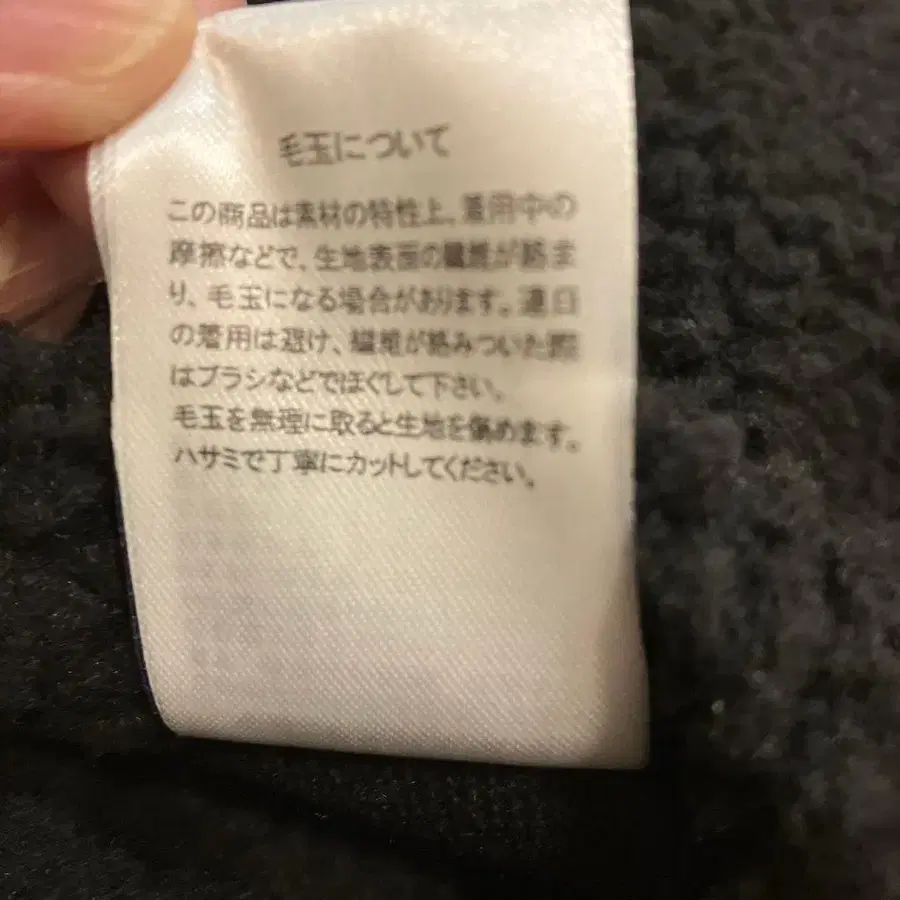 毛玉について
この商品は素材の特性上、着用中の
摩擦などで、生地表面の繊維が絡ま
り、毛玉になる場合があります。連日
の着用は避け、繊維が絡みついた際
はブラシなどでほぐして下さい。
毛玉を無理に取ると生地を傷めます。
ハサミで丁寧にカットしてください。